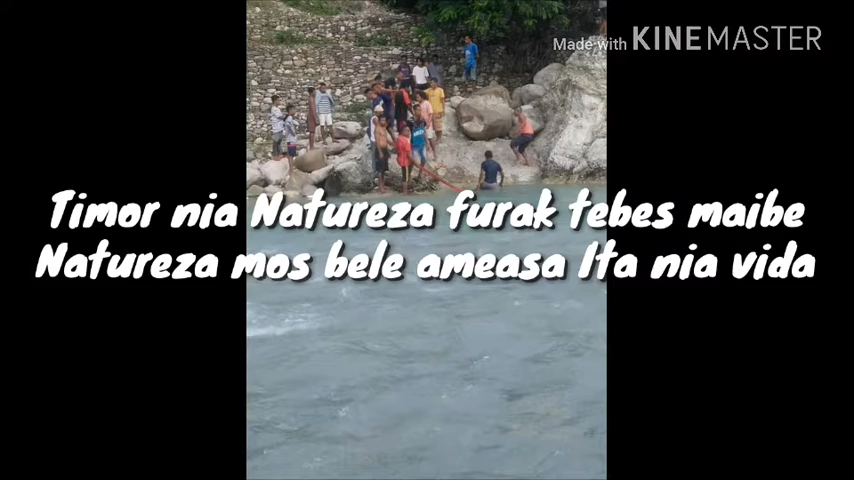 Made with KINEMASTER
Timor nia Natureza furak tebes maibe
Natureza mos bele ameasa Ita nia vida